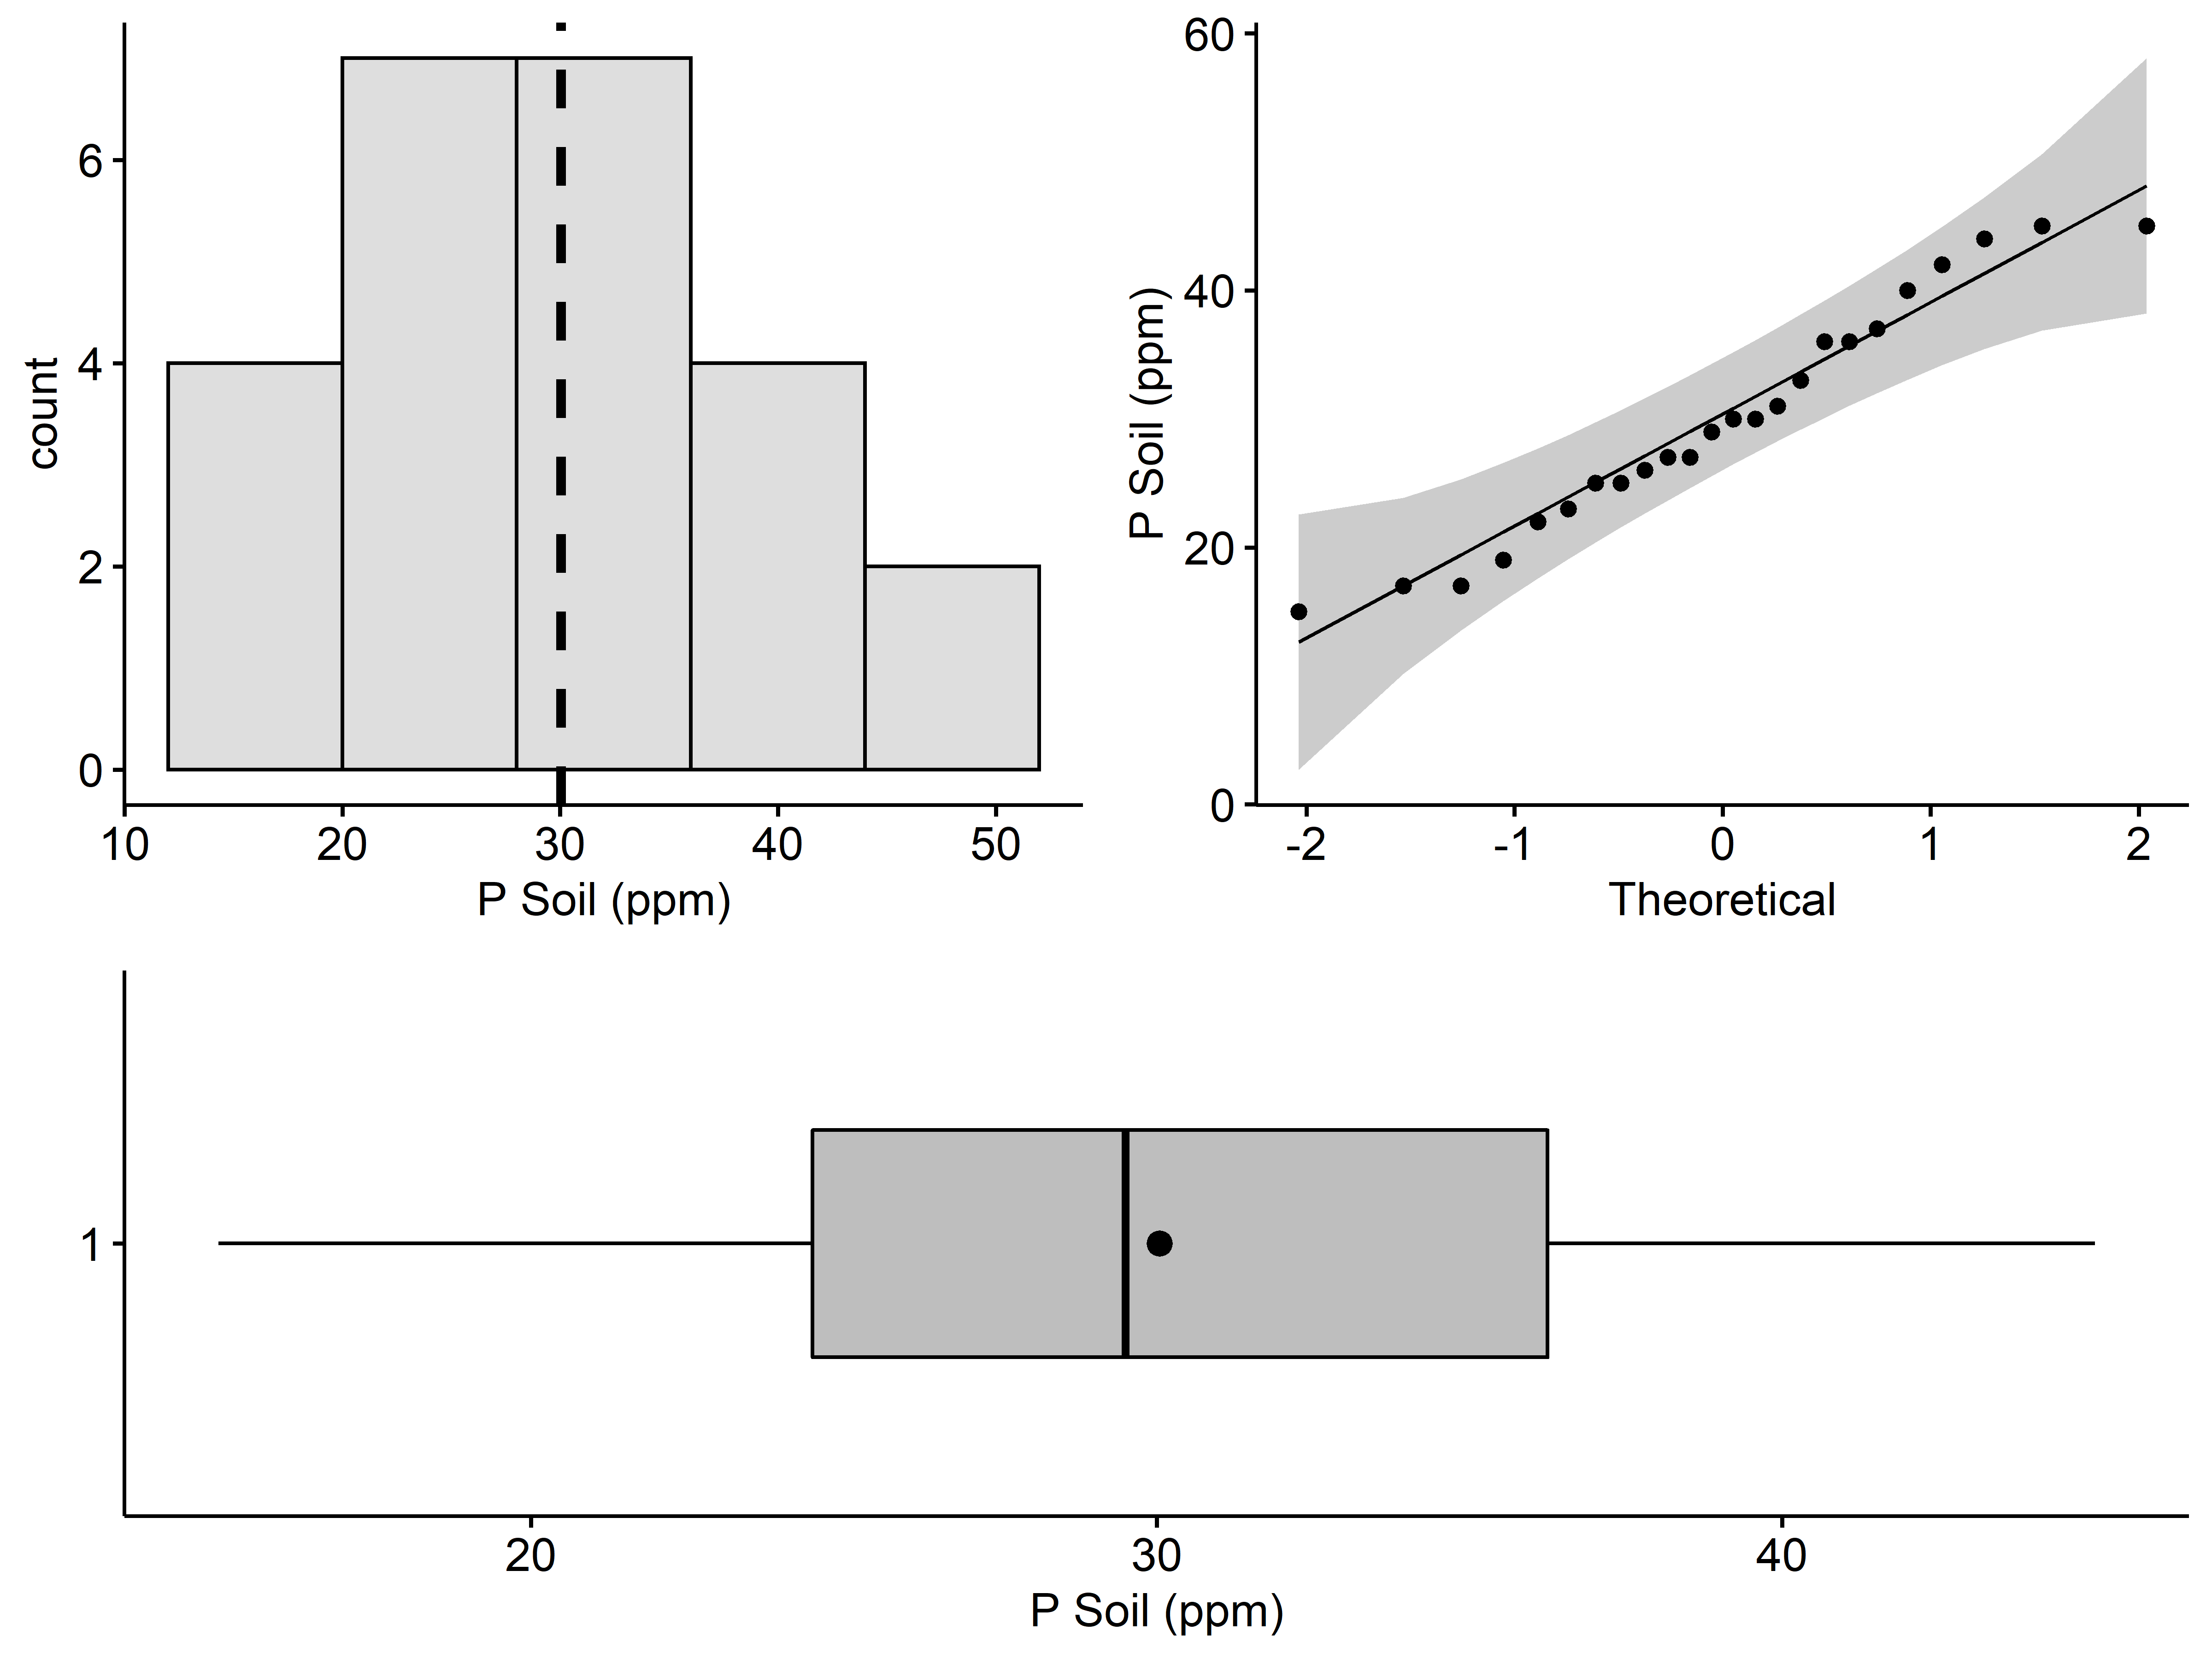 6
4
2
0
count
10 20 30 40 50
P Soil (ppm)
60
40
20
0
P Soil (ppm)
-2 -1 0 1 2
Theoretical
1
20 30 40
P Soil (ppm)